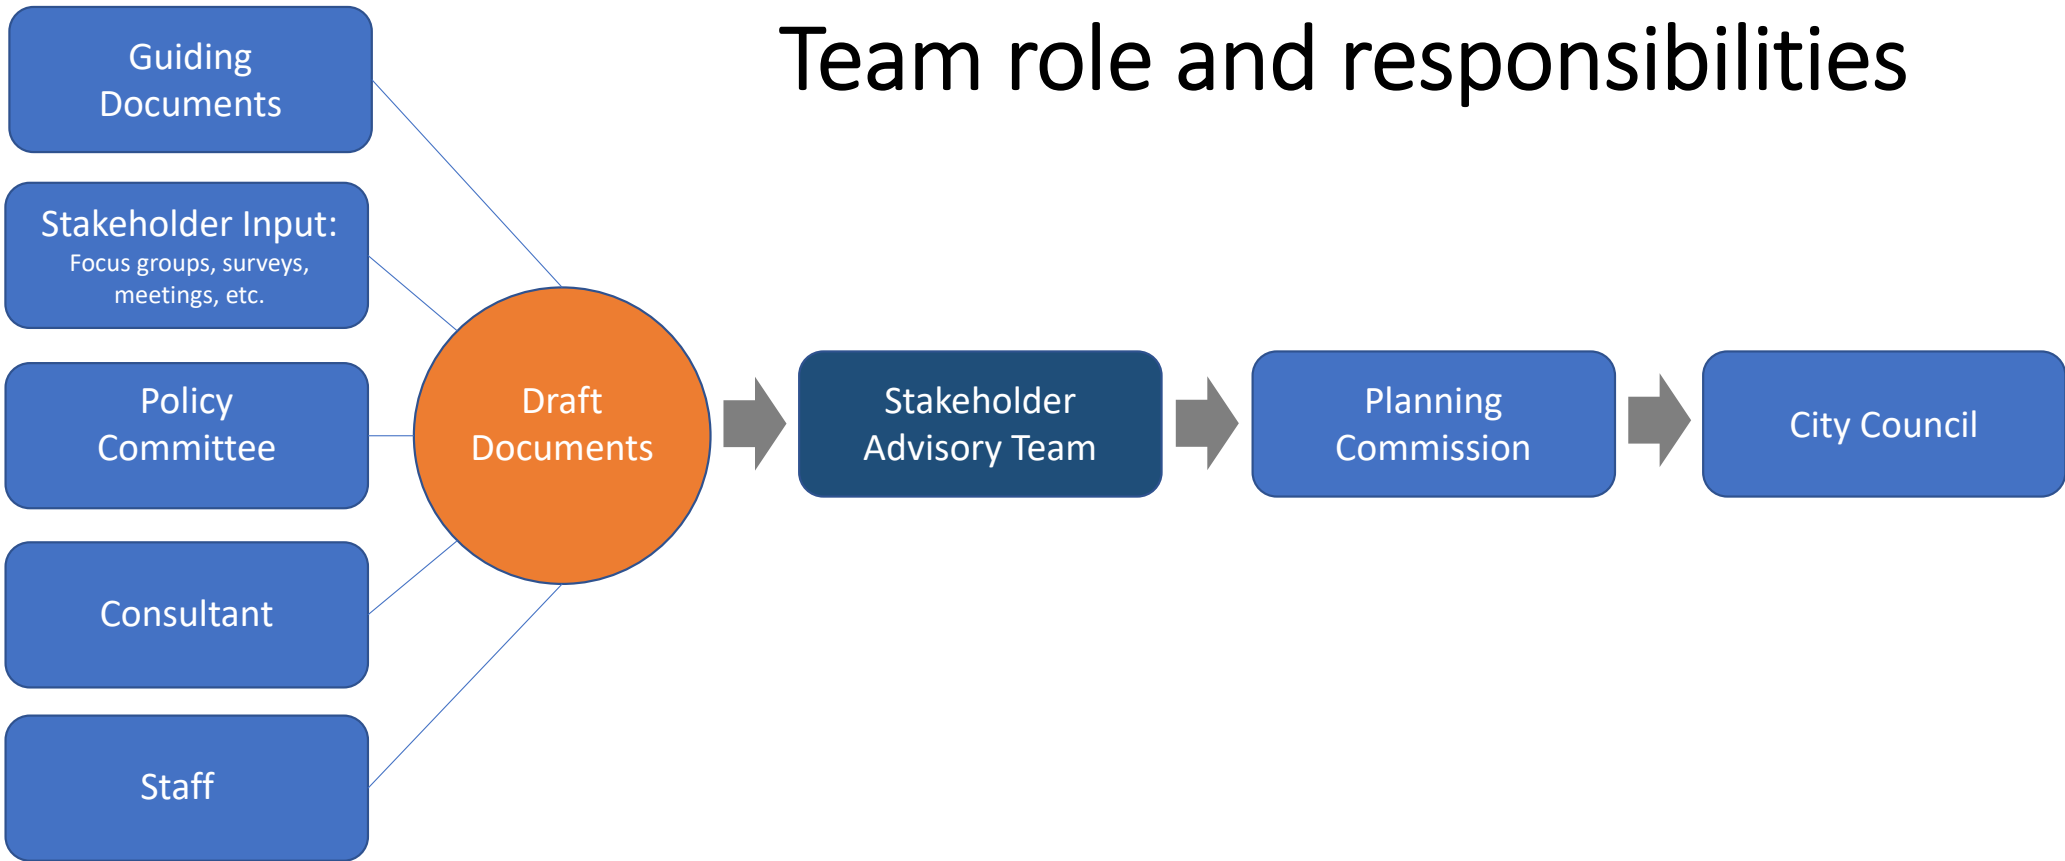 Team role and responsibilities
Guiding
Documents
Stakeholder Input:
Focus groups, surveys,
meetings, etc.
Policy
Committee
Consultant
Staff
Draft
Documents
Stakeholder
Advisory Team
Planning
Commission
City Council